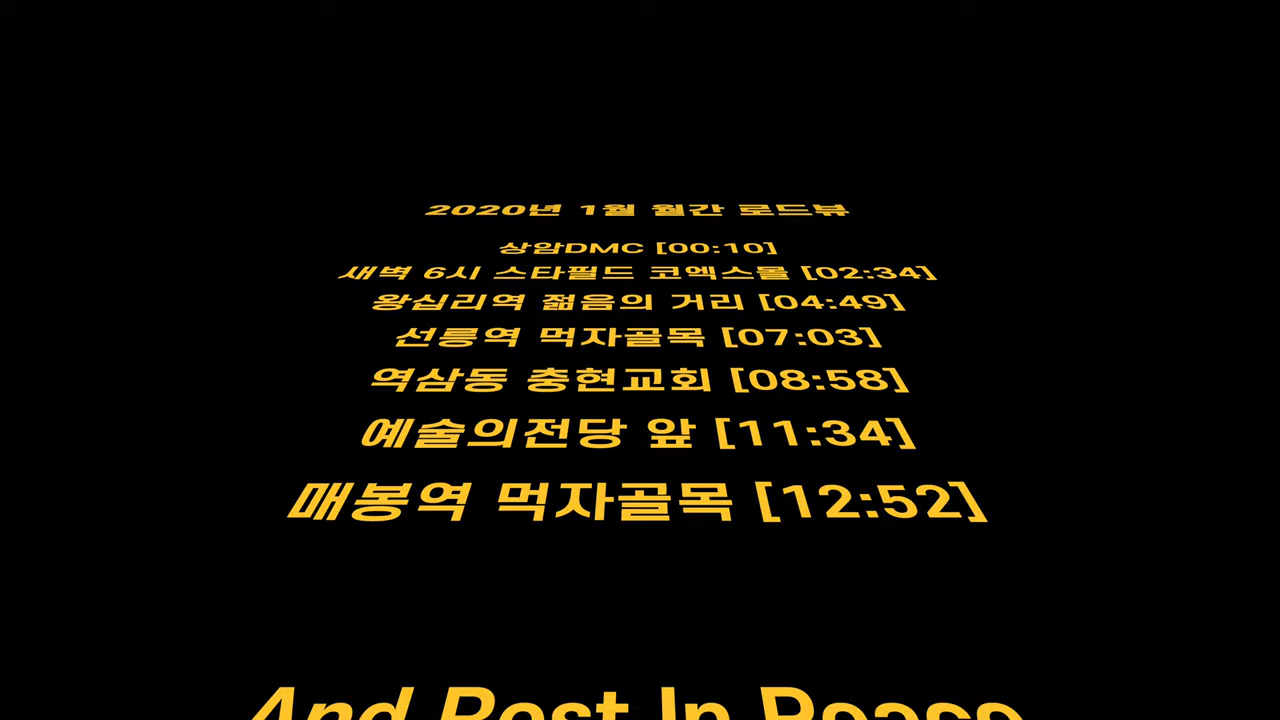 2020년 1월 월간 로드뷰
상암DMC [00:10]
새벽 6시 스타필드 코엑스몰 [02:34]
왕십리역 젊음의 거리 [04:49]
선릉역 먹자골목 [07:03]
역삼동 충현교회 [08:58]
예술의전당 앞 [11:34]
매봉역 먹자골목 [12:52]
And Rest In Peace